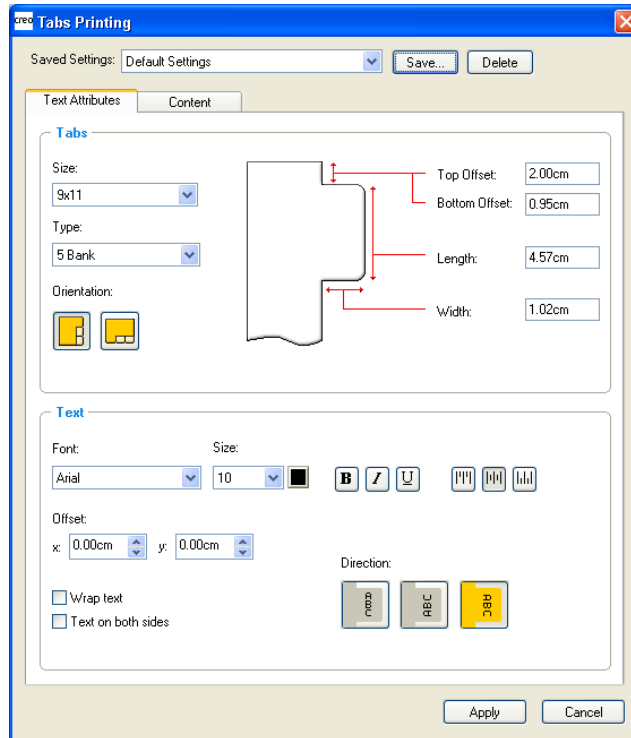 creo Tabs Printing
Saved Settings: Default Settings Save... Delete
Text Attributes Content
Tabs
Size:
9x11
Type:
5 Bank
Orientation:
Top Offset: 2.00cm
Bottom Offset: 0.95cm
Length: 4.57cm
Width: 1.02cm
Text
Font: Size:
Arial 10 B I U
Offset:
x: 0.00cm y: 0.00cm
Direction:
Wrap text
Text on both sides
ABC ABC ABC
Apply Cancel